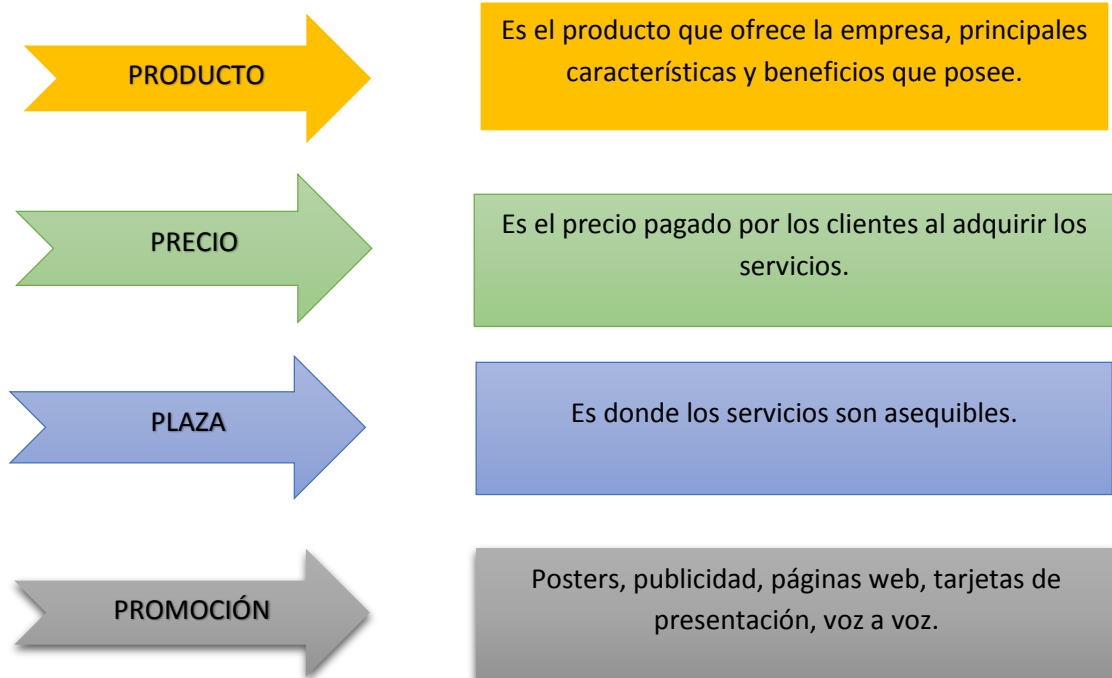 PRODUCTO
Es el producto que ofrece la empresa, principales
características y beneficios que posee.
PRECIO
Es el precio pagado por los clientes al adquirir los
servicios.
PLAZA
Es donde los servicios son asequibles.
PROMOCIÓN
Posters, publicidad, páginas web, tarjetas de
presentación, voz a voz.